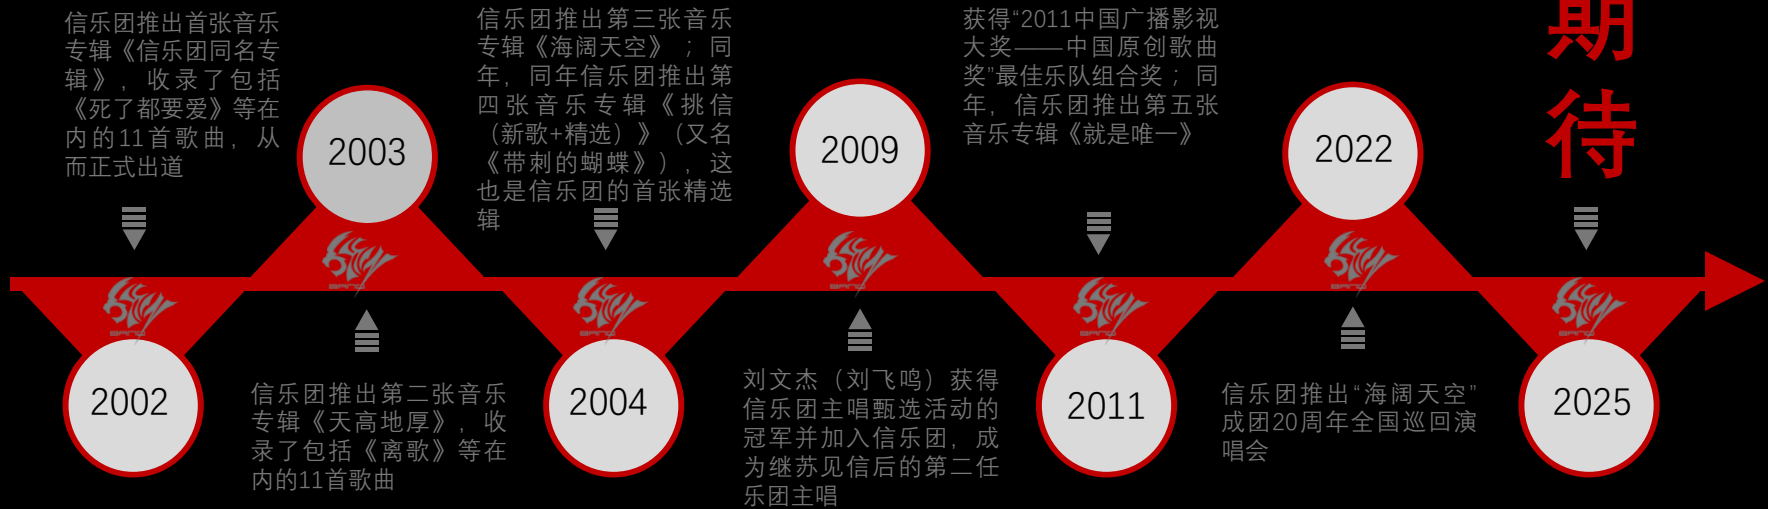 信乐团推出首张音乐
专辑《信乐团同名专
辑》，收录了包括
《死了都要爱》等在
内的11首歌曲，从
而正式出道
2002
2003
信乐团推出第二张音乐
专辑《天高地厚》，收
录了包括《离歌》等在
内的11首歌曲
信乐团推出第三张音乐
专辑《海阔天空》；同
年，同年信乐团推出第
四张音乐专辑《挑信
（新歌+精选）》（又名
《带刺的蝴蝶》），这
也是信乐团的首张精选
辑
2004
2009
刘文杰（刘飞鸣）获得
信乐团主唱甄选活动的
冠军并加入信乐团，成
为继苏见信后的第二任
乐团主唱
获得“2011中国广播影视
大奖——中国原创歌曲
奖”最佳乐队组合奖；同
年，信乐团推出第五张
音乐专辑《就是唯一》
2011
2022
信乐团推出“海阔天空”
成团20周年全国巡回演
唱会
期
待
2025